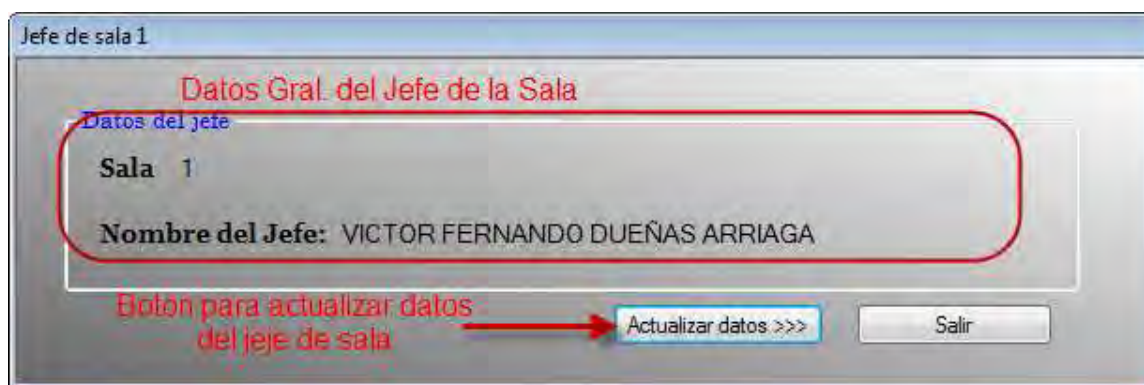 Jefe de sala 1
Datos Gral. del Jefe de la Sala
Datos del jefe
Sala 1
Nombre del Jefe: VICTOR FERNANDO DUEÑAS ARRIAGA
Botón para actualizar datos
del jeje de sala
Actualizar datos >>> Salir